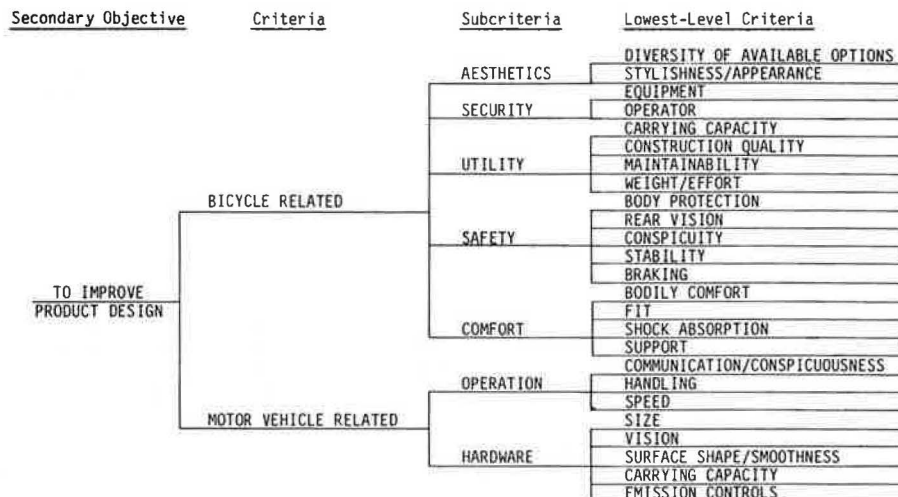 Secondary Objective Criteria Subcriteria Lowest-Level Criteria
DIVERSITY OF AVAILABLE OPTIONS
AESTHETICS STYLISHNESS/APPEARANCE
EQUIPMENT
SECURITY OPERATOR
CARRYING CAPACITY
CONSTRUCTION QUALITY
UTILITY MAINTAINABILITY
WEIGHT/EFFORT
BICYCLE RELATED BODY PROTECTION
REAR VISION
SAFETY CONSPICUITY
STABILITY
BRAKING
TO IMPROVE BODILY COMFORT
PRODUCT DESIGN FIT
COMFORT SHOCK ABSORPTION
SUPPORT
COMMUNICATION/CONSPICUOUSNESS
OPERATION HANDLING
SPEED
MOTOR VEHICLE RELATED SIZE
VISION
HARDWARE SURFACE SHAPE/SMOOTHNESS
CARRYING CAPACITY
EMISSION CONTROLS